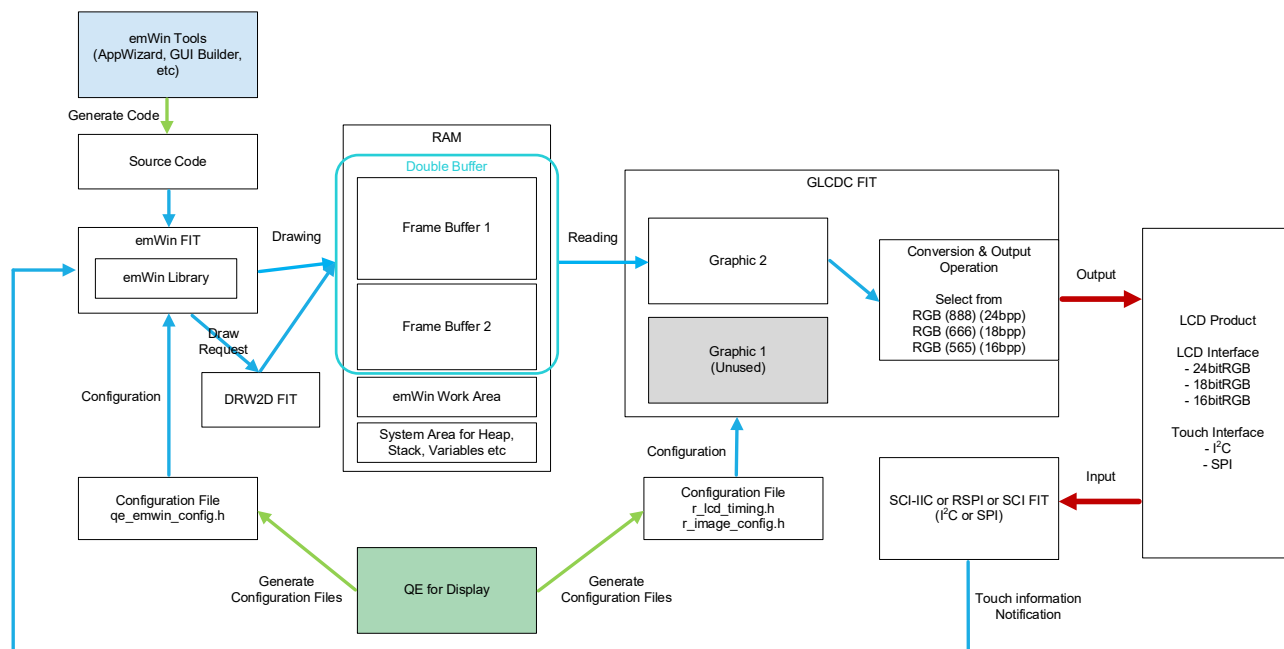 emWin Tools
(AppWizard, GUI Builder,
etc)
Generate Code
Source Code
emWin FIT
emWin Library
Drawing
Draw
Request
DRW2D FIT
Configuration
Configuration File
qe_emwin_config.h
RAM
Double Buffer
Frame Buffer 1
Frame Buffer 2
emWin Work Area
System Area for Heap,
Stack, Variables etc
Reading
GLCDC FIT
Graphic 2
Graphic 1
(Unused)
Conversion & Output
Operation
Select from
RGB (888) (24bpp)
RGB (666) (18bpp)
RGB (565) (16bpp)
Output
LCD Product
LCD Interface
- 24bitRGB
- 18bitRGB
- 16bitRGB
Touch Interface
- I²C
- SPI
Input
Configuration
Configuration File
r_lcd_timing.h
r_image_config.h
SCI-IIC or RSPI or SCI FIT
(I²C or SPI)
Generate
Configuration Files
QE for Display
Generate
Configuration Files
Touch information
Notification